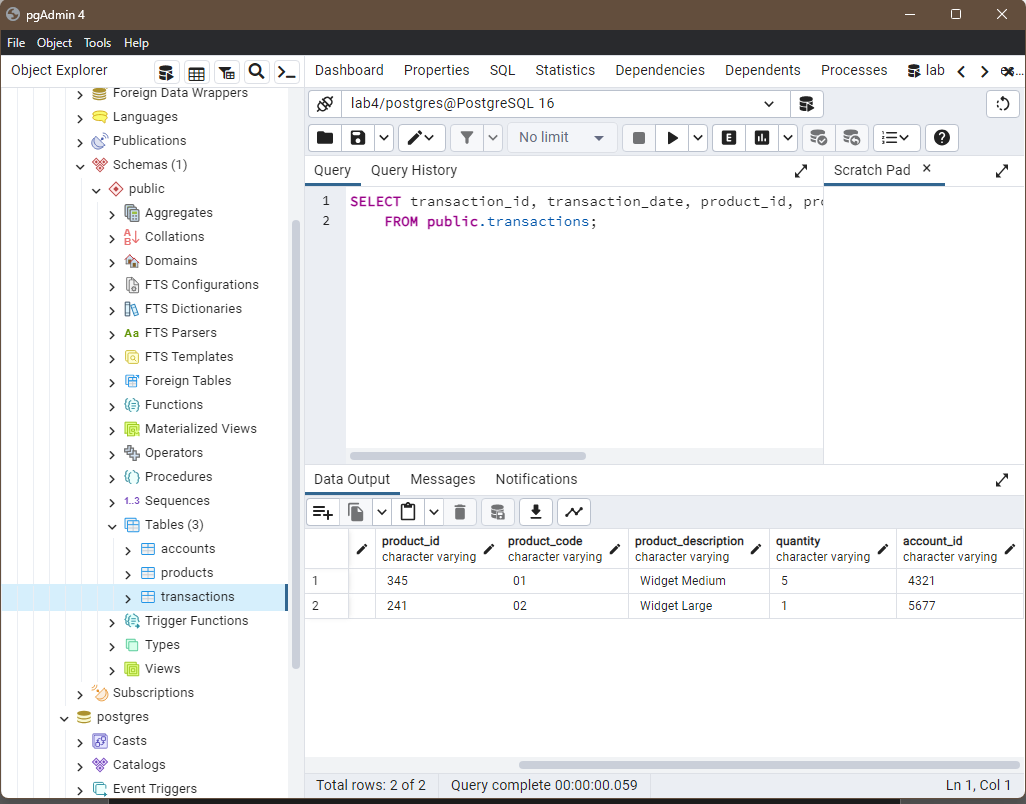 pgAdmin 4
File Object Tools Help
Object Explorer
Dashboard Properties SQL Statistics Dependencies Dependents Processes lab
Foreign Data Wrappers
Languages
Publications
Schemas (1)
public
Aggregates
Collations
Domains
FTS Configurations
FTS Dictionaries
Aa FTS Parsers
FTS Templates
Foreign Tables
Functions
Materialized Views
Operators
Procedures
1..3 Sequences
Tables (3)
accounts
products
transactions
Trigger Functions
Types
Views
Subscriptions
postgres
Casts
Catalogs
Event Triggers
lab4/postgres@PostgreSQL 16
No limit E
Query Query History Scratch Pad
1 SELECT transaction_id, transaction_date, product_id, pro
2 FROM public.transactions;
Data Output Messages Notifications
product_id product_code product_description quantity account_id
character varying character varying character varying character varying character varying
1 345 01 Widget Medium 5 4321
2 241 02 Widget Large 1 5677
Total rows: 2 of 2 Query complete 00:00:00.059 Ln 1, Col 1